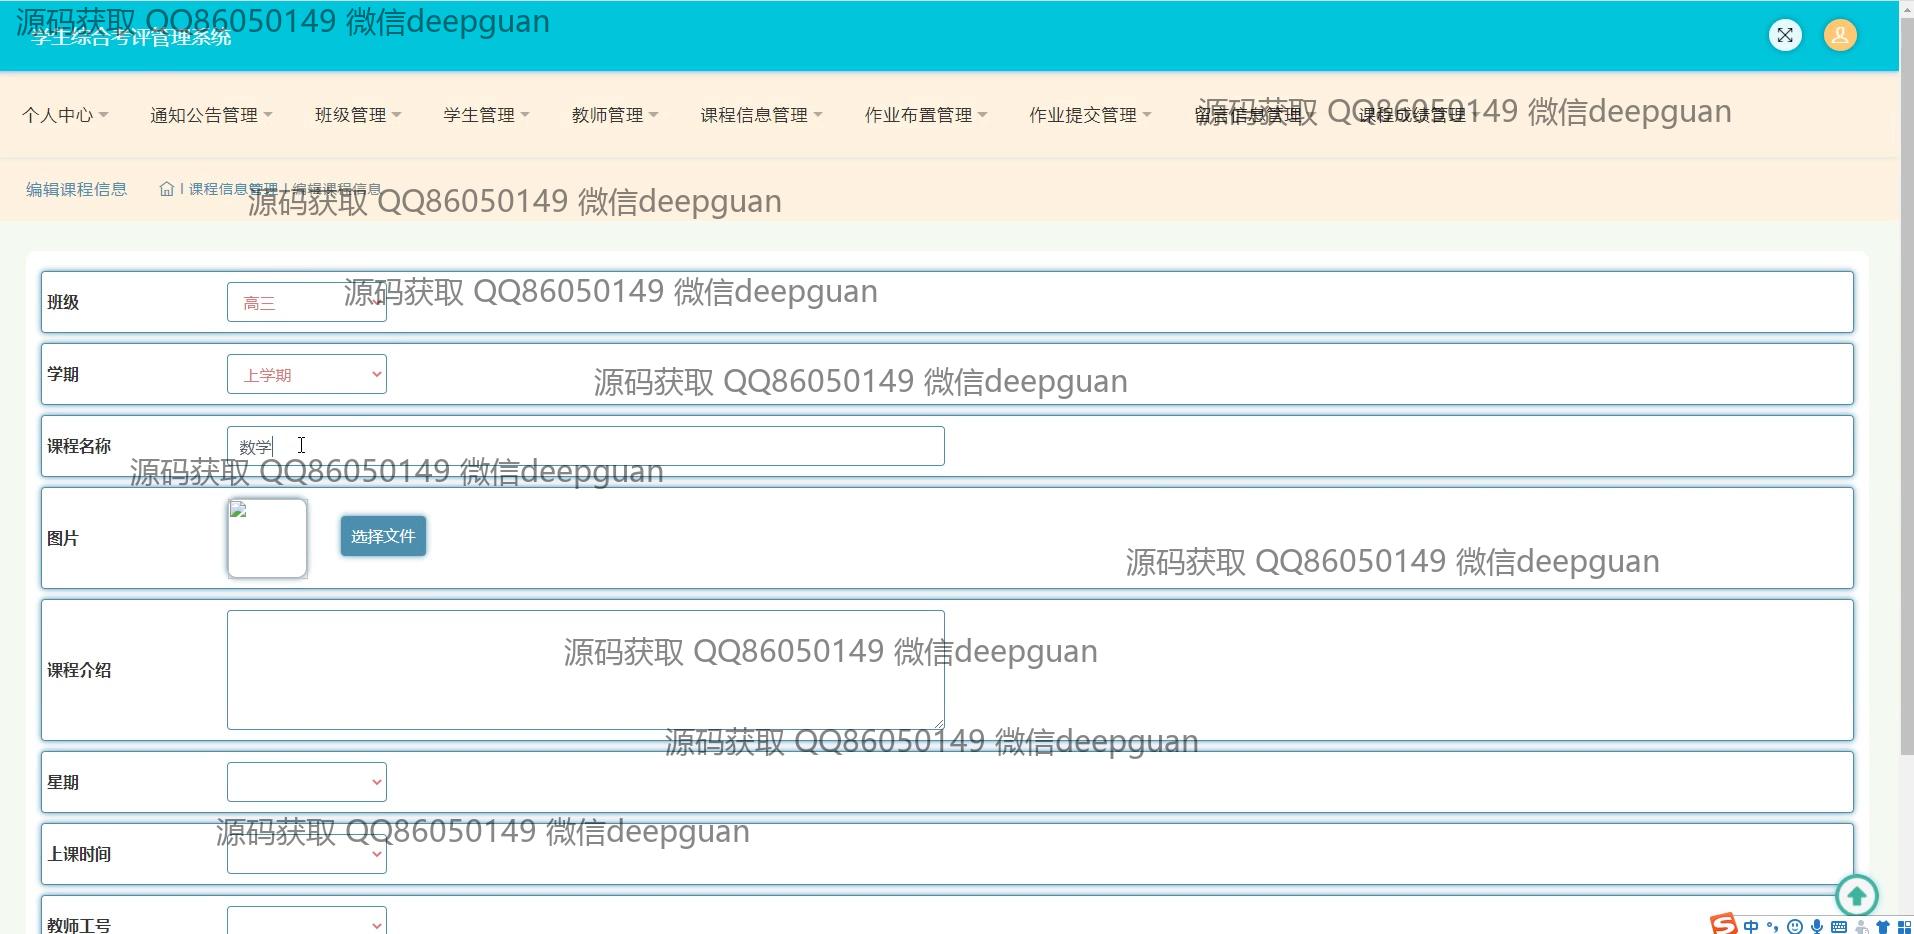 源码获取 QQ86050149 微信deepguan
学生综合考评管理系统
个人中心 通知公告管理 班级管理 学生管理 教师管理 课程信息管理 作业布置管理 作业提交管理 留言信息管理 课程成绩管理
源码获取 QQ86050149 微信deepguan
编辑课程信息 | 课程信息管理 | 编辑课程信息
源码获取 QQ86050149 微信deepguan
班级 高三
源码获取 QQ86050149 微信deepguan
学期 上学期
源码获取 QQ86050149 微信deepguan
课程名称 数学
源码获取 QQ86050149 微信deepguan
图片 选择文件
源码获取 QQ86050149 微信deepguan
课程介绍
源码获取 QQ86050149 微信deepguan
源码获取 QQ86050149 微信deepguan
星期
源码获取 QQ86050149 微信deepguan
上课时间
教师工号
中